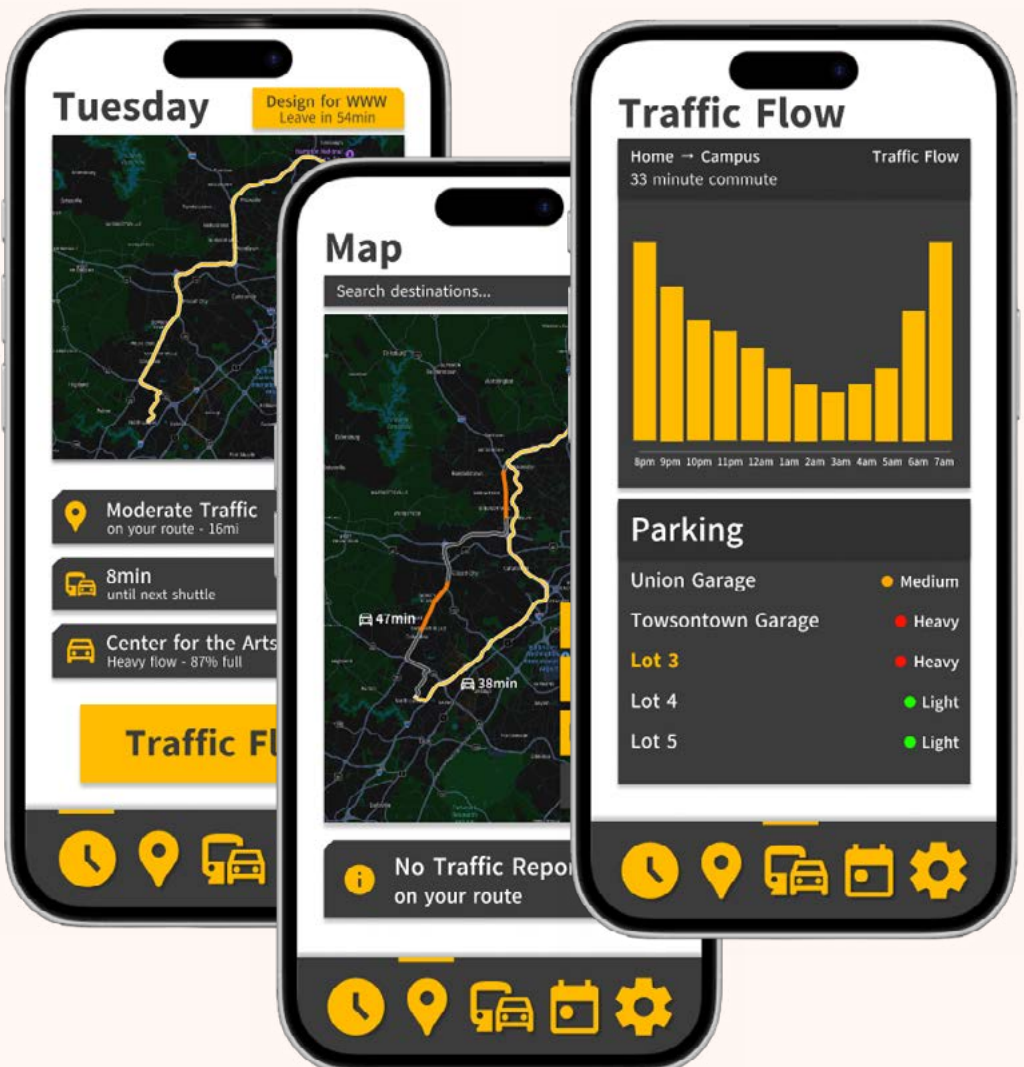 Tuesday
Design for WWW
Leave in 54min
Moderate Traffic
on your route - 16mi
8min
until next shuttle
Center for the Arts
Heavy flow - 87% full
Traffic Fl
Map
Search destinations...
47min
38min
No Traffic Repor
on your route
Traffic Flow
Home → Campus Traffic Flow
33 minute commute
8pm 9pm 10pm 11pm 12am 1am 2am 3am 4am 5am 6am 7am
Parking
Union Garage Medium
Towsontown Garage Heavy
Lot 3 Heavy
Lot 4 Light
Lot 5 Light